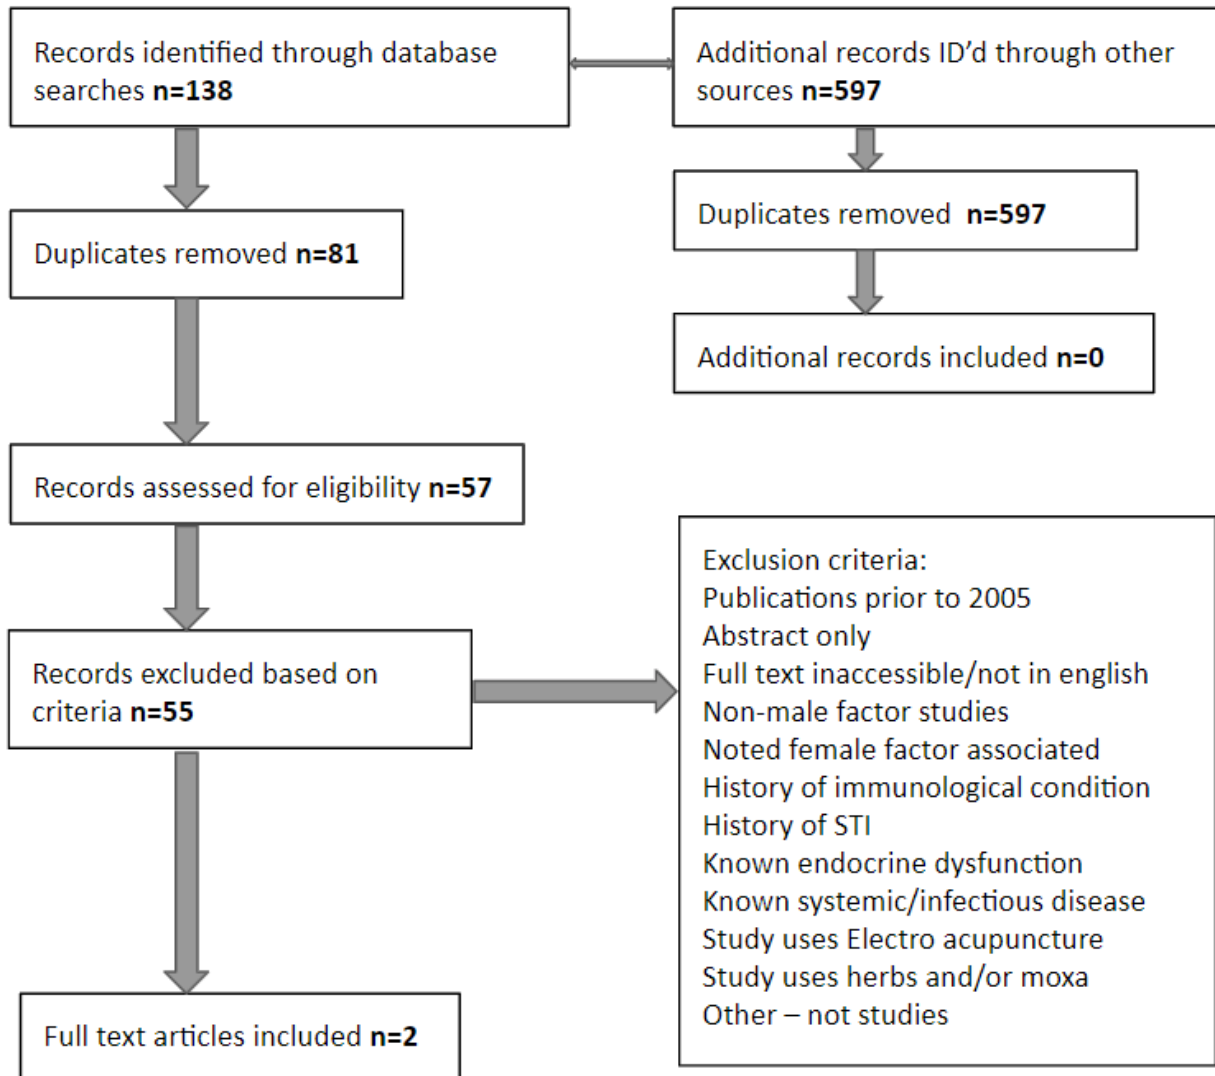 Records identified through database
searches n=138
Additional records ID’d through other
sources n=597
Duplicates removed n=81
Duplicates removed n=597
Additional records included n=0
Records assessed for eligibility n=57
Records excluded based on
criteria n=55
Exclusion criteria:
Publications prior to 2005
Abstract only
Full text inaccessible/not in english
Non-male factor studies
Noted female factor associated
History of immunological condition
History of STI
Known endocrine dysfunction
Known systemic/infectious disease
Study uses Electro acupuncture
Study uses herbs and/or moxa
Other – not studies
Full text articles included n=2